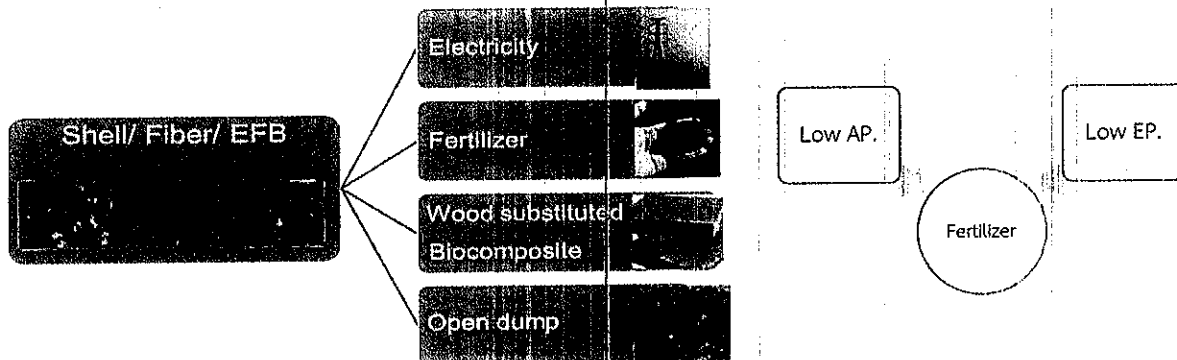 Shell/ Fiber/ EFB
Electricity
Fertilizer
Wood substituted
Biocomposite
Open dump
Low AP.
Low EP.
Fertilizer